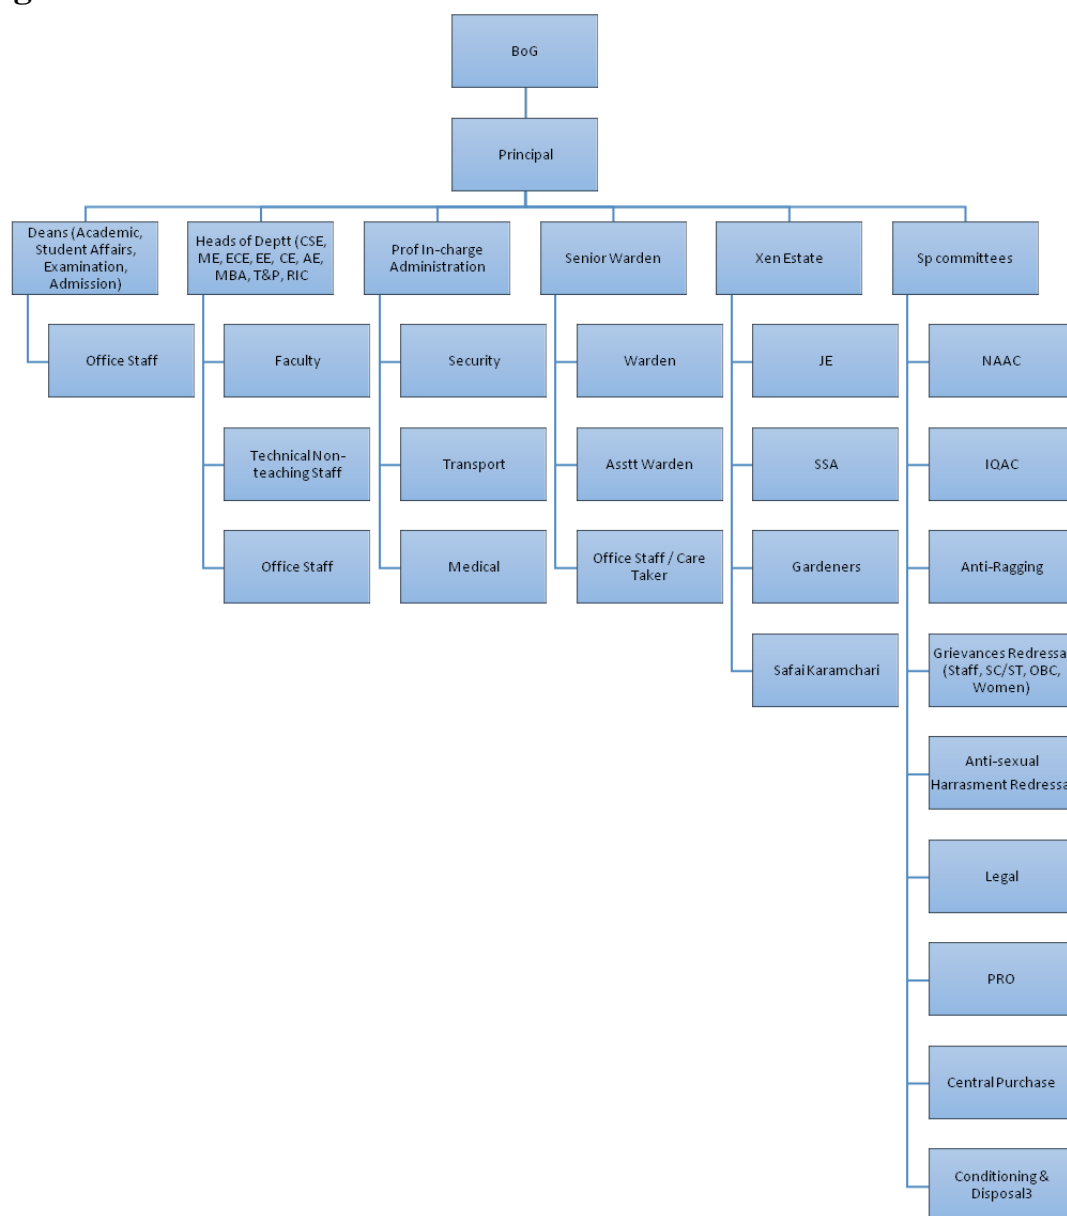 BoG
Principal
Deans (Academic,
Student Affairs,
Examination,
Admission)
Heads of Deptt (CSE,
ME, ECE, EE, CE, AE,
MBA, T&P, RIC
Prof In-charge
Administration
Senior Warden
Xen Estate
Sp committees
Office Staff
Faculty
Security
Warden
JE
NAAC
Technical Non-
teaching Staff
Transport
Asstt Warden
SSA
IQAC
Office Staff
Medical
Office Staff / Care
Taker
Gardeners
Anti-Ragging
Safai Karamchari
Grievances Redressa
(Staff, SC/ST, OBC,
Women)
Anti-sexual
Harrasment Redressa
Legal
PRO
Central Purchase
Conditioning &
Disposal3